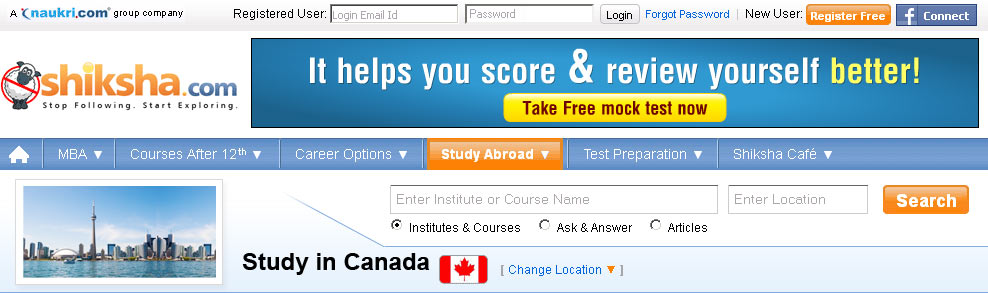 A naukri.com group company Registered User: Login Email Id Password Login Forgot Password | New User: Register Free f Connect
shiksha.com
Stop Following. Start Exploring.
It helps you score & review yourself better!
Take Free mock test now
MBA ▼ Courses After 12th ▼ Career Options ▼ Study Abroad ▼ Test Preparation ▼ Shiksha Café ▼
Enter Institute or Course Name Enter Location Search
Institutes & Courses Ask & Answer Articles
Study in Canada [ Change Location ▼ ]